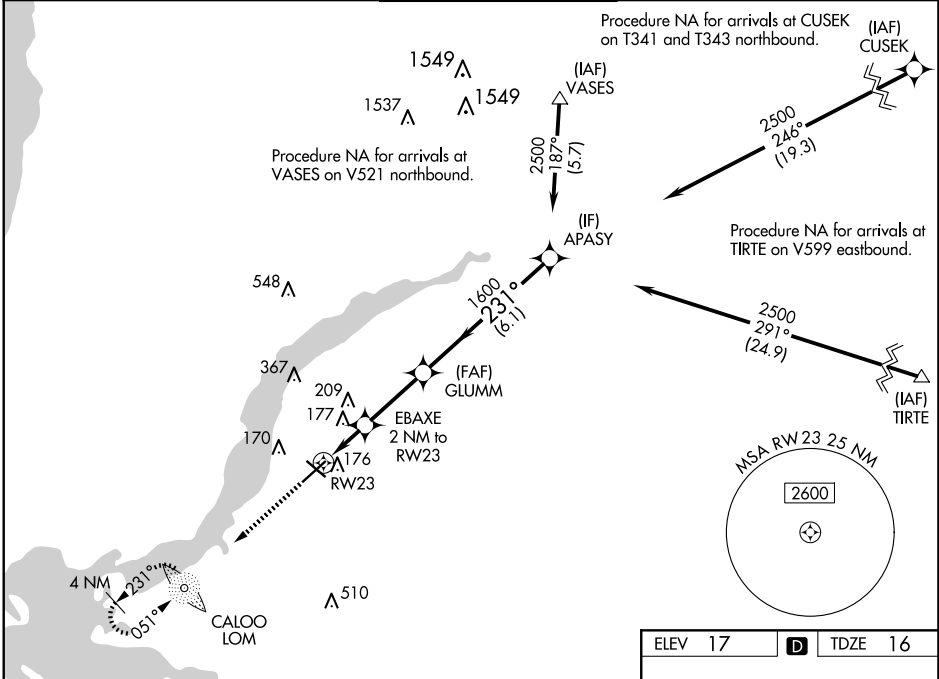 Procedure NA for arrivals at CUSEK
on T341 and T343 northbound.
(IAF)
CUSEK
1549
(IAF)
VASES
1537
1549
2500
246°
(19.3)
Procedure NA for arrivals at
VASES on V521 northbound.
2500
187°
(5.7)
(IF)
APASY
Procedure NA for arrivals at
TIRTE on V599 eastbound.
548
1600
231°
(6.1)
2500
291°
(24.9)
367
(FAF)
GLUMM
209
177
EBAXE
2 NM to
RW23
(IAF)
TIRTE
170
176
RW23
MSA RW 23 25 NM
2600
4 NM
231°
051°
CALOO
LOM
510
ELEV 17
D
TDZE 16